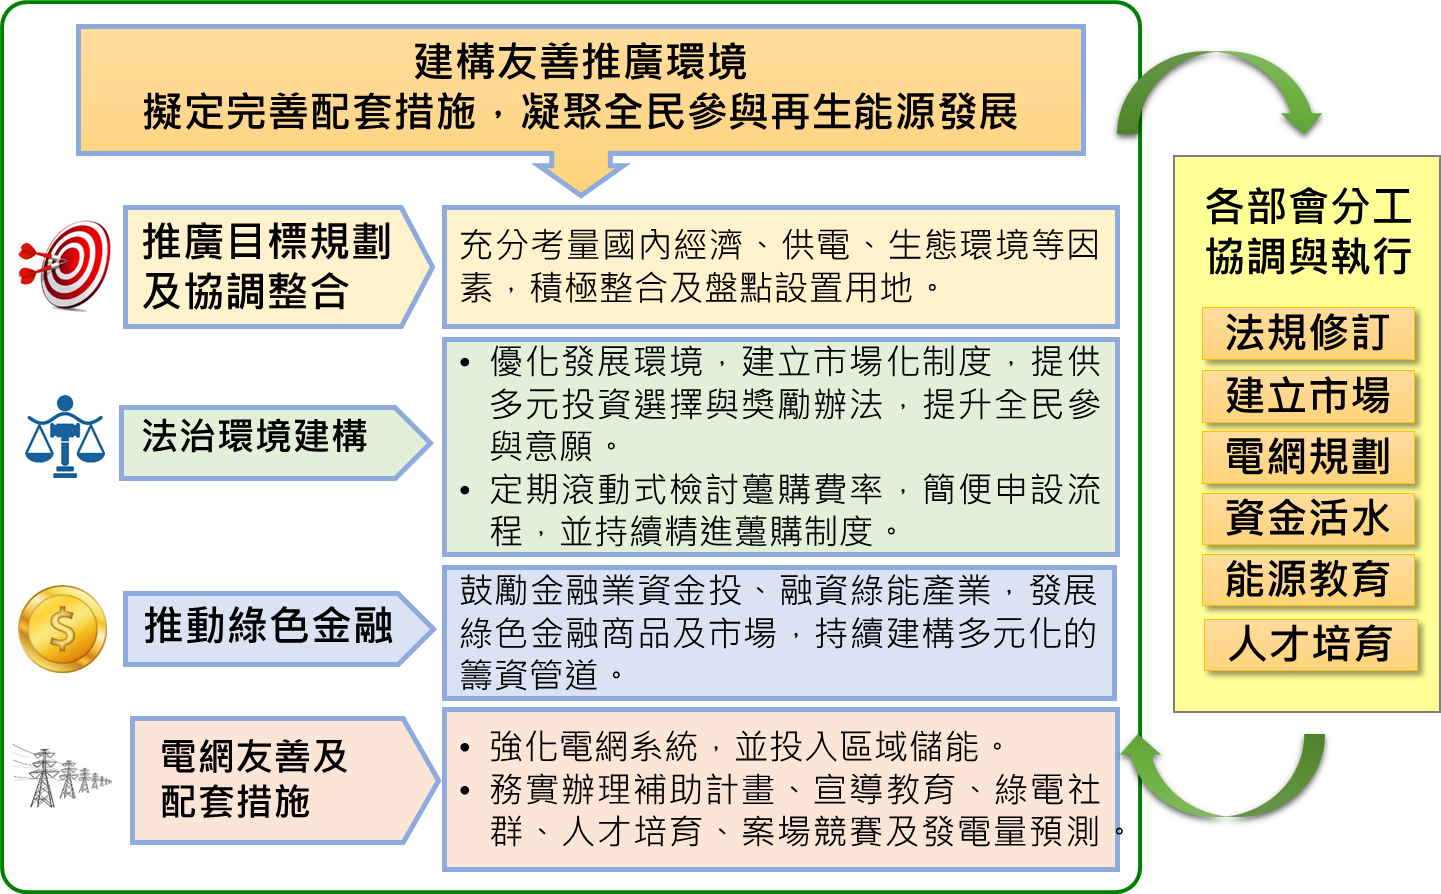 建構友善推廣環境
擬定完善配套措施，凝聚全民參與再生能源發展
推廣目標規劃
及協調整合
充分考量國內經濟、供電、生態環境等因
素，積極整合及盤點設置用地。
法治環境建構
• 優化發展環境，建立市場化制度，提供
多元投資選擇與獎勵辦法，提升全民參
與意願。
• 定期滾動式檢討躉購費率，簡便申設流
程，並持續精進躉購制度。
推動綠色金融
鼓勵金融業資金投、融資綠能產業，發展
綠色金融商品及市場，持續建構多元化的
籌資管道。
電網友善及
配套措施
• 強化電網系統，並投入區域儲能。
• 務實辦理補助計畫、宣導教育、綠電社
群、人才培育、案場競賽及發電量預測。
各部會分工
協調與執行
法規修訂
建立市場
電網規劃
資金活水
能源教育
人才培育